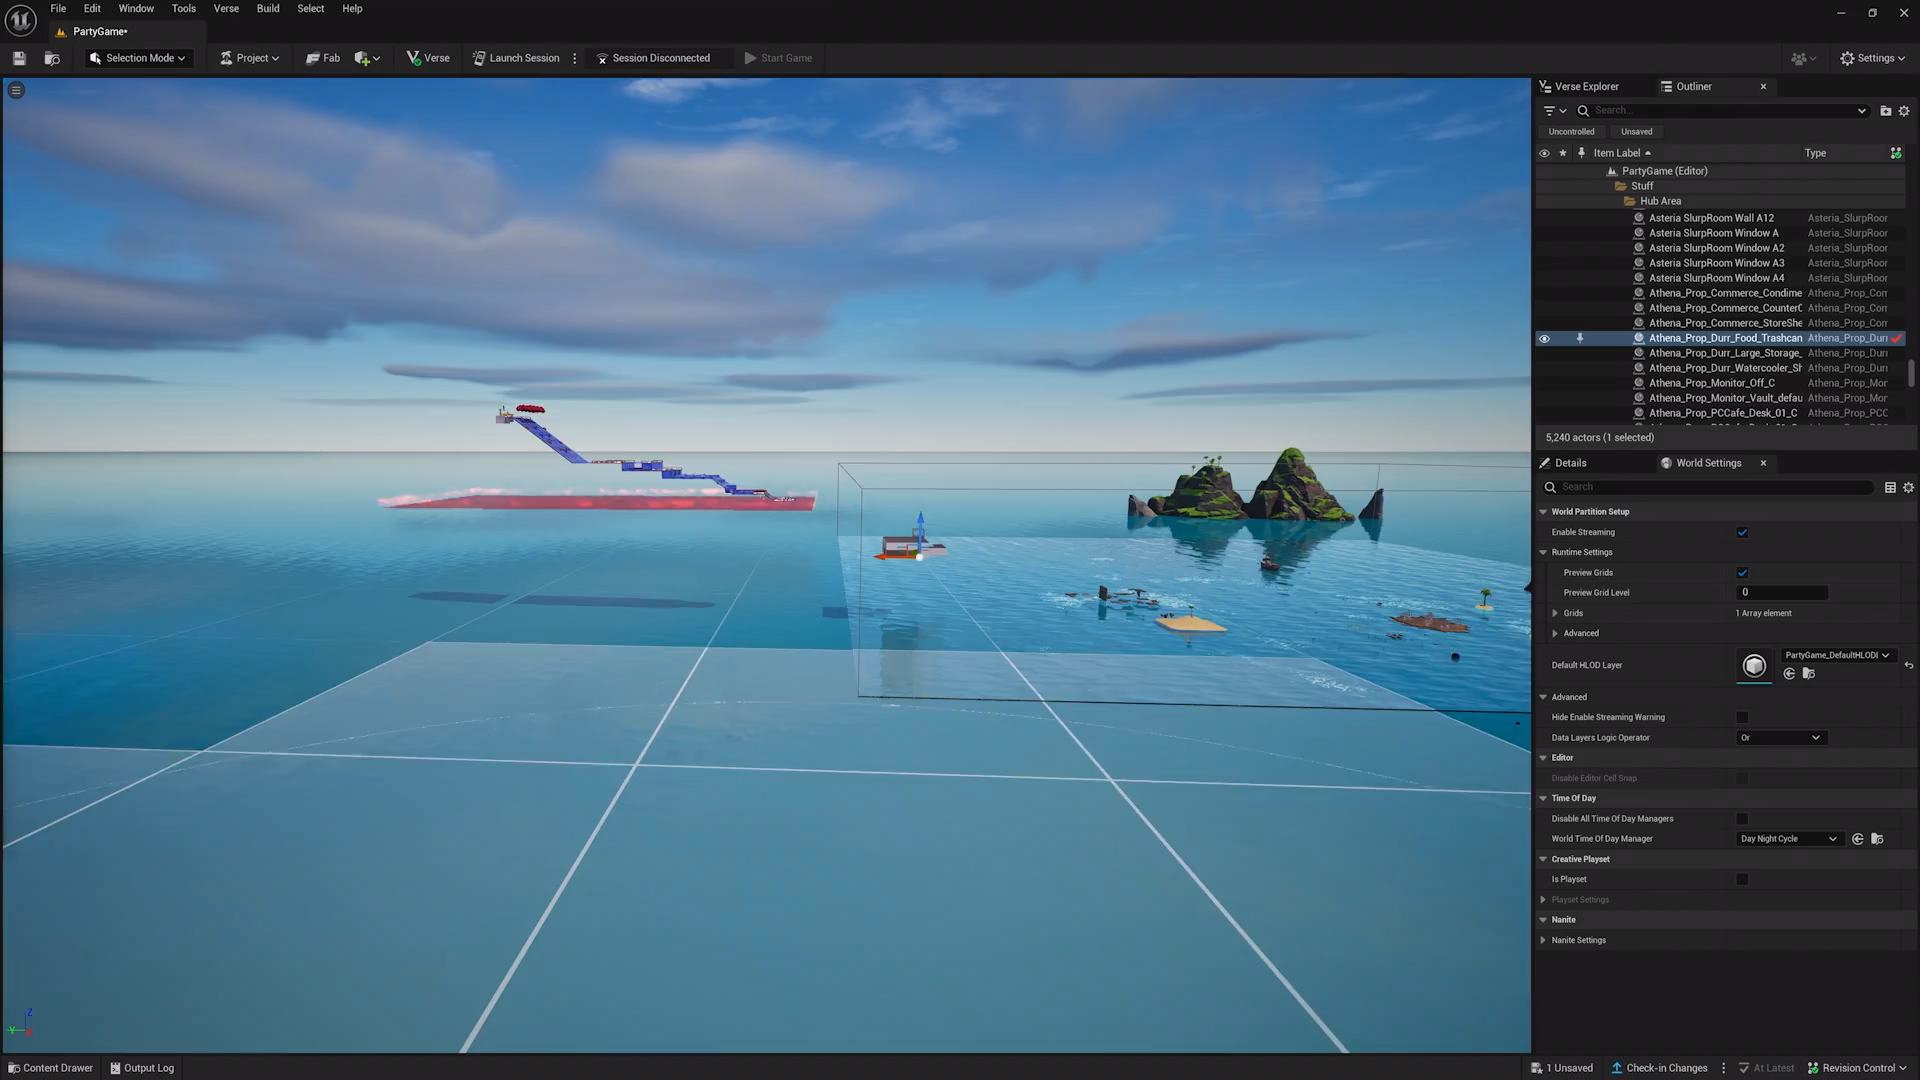 File Edit Window Tools Verse Build Select Help
PartyGame*
Selection Mode Project Fab Verse Launch Session Session Disconnected Start Game Settings
Verse Explorer Outliner
Search...
Uncontrolled Unsaved
Item Label Type
PartyGame (Editor)
Stuff
Hub Area
Asteria SlurpRoom Wall A12 Asteria_SlurpRoor
Asteria SlurpRoom Window A Asteria_SlurpRoor
Asteria SlurpRoom Window A2 Asteria_SlurpRoor
Asteria SlurpRoom Window A3 Asteria_SlurpRoor
Asteria SlurpRoom Window A4 Asteria_SlurpRoor
Athena_Prop_Commerce_Condime Athena_Prop_Com
Athena_Prop_Commerce_CounterC Athena_Prop_Com
Athena_Prop_Commerce_StoreShe Athena_Prop_Com
Athena_Prop_Durr_Food_Trashcan Athena_Prop_Durr
Athena_Prop_Durr_Large_Storage_ Athena_Prop_Durr
Athena_Prop_Durr_Watercooler_Sh Athena_Prop_Durr
Athena_Prop_Monitor_Off_C Athena_Prop_Mor
Athena_Prop_Monitor_Vault_defau Athena_Prop_Mor
Athena_Prop_PCCafe_Desk_01_C Athena_Prop_PCC
5,240 actors (1 selected)
Details World Settings
Search
World Partition Setup
Enable Streaming
Runtime Settings
Preview Grids
Preview Grid Level 0
Grids 1 Array element
Advanced
Default HLOD Layer PartyGame_DefaultHLODl
Advanced
Hide Enable Streaming Warning
Data Layers Logic Operator Or
Editor
Disable Editor Cell Snap
Time Of Day
Disable All Time Of Day Managers
World Time Of Day Manager Day Night Cycle
Creative Playset
Is Playset
Playset Settings
Nanite
Nanite Settings
Z
Y
Content Drawer Output Log 1 Unsaved Check-in Changes At Latest Revision Control